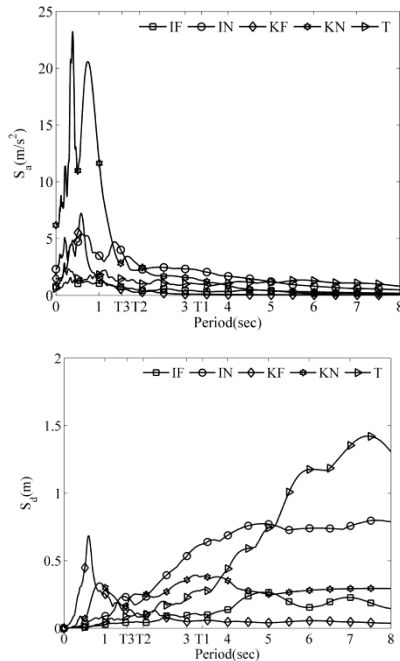 25
IF IN KF KN T
20
15
10
5
0
S_a(m/s²)
0 1 T3T2 3 T1 4 5 6 7 8
Period(sec)
2
IF IN KF KN T
1.5
1
0.5
0
S_d(m)
0 1 T3T2 3 T1 4 5 6 7 8
Period(sec)